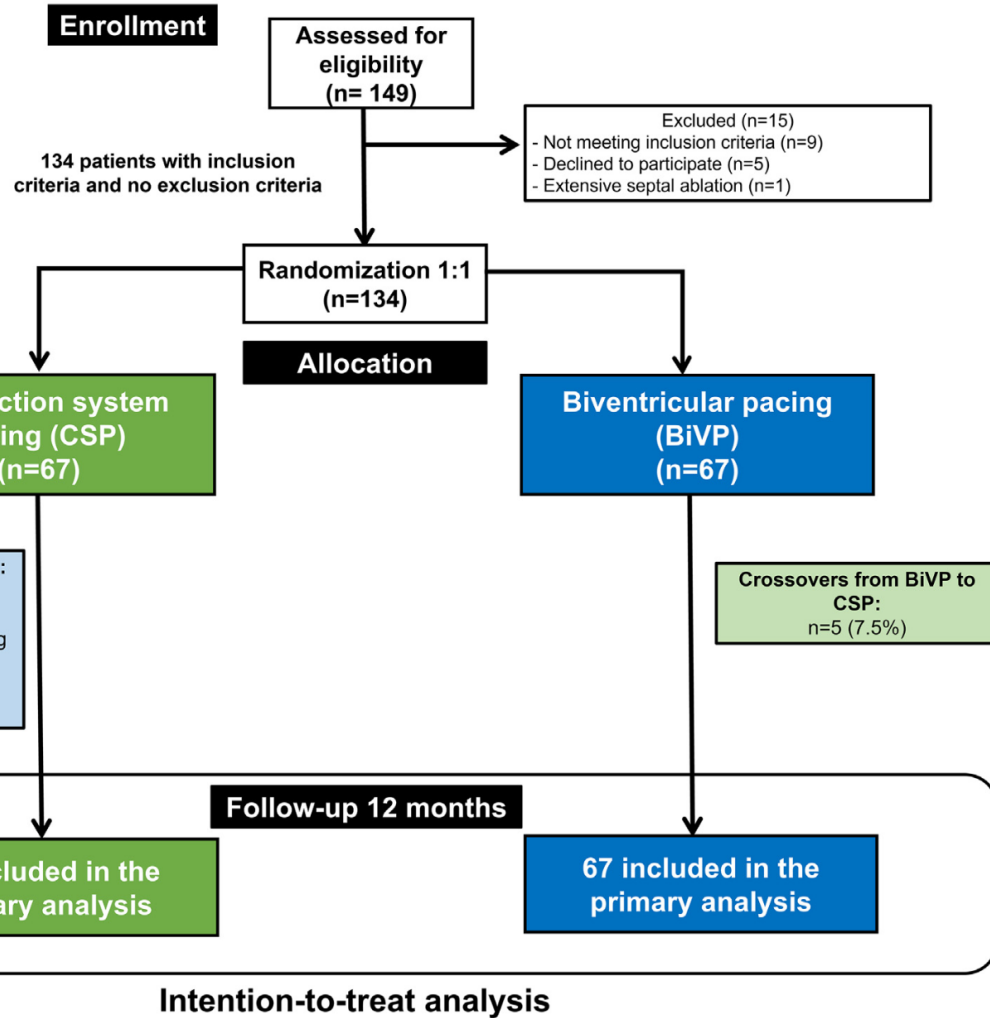 Enrollment
Assessed for
eligibility
(n= 149)
Excluded (n=15)
- Not meeting inclusion criteria (n=9)
- Declined to participate (n=5)
- Extensive septal ablation (n=1)
134 patients with inclusion
criteria and no exclusion criteria
Randomization 1:1
(n=134)
Allocation
ction system
ing (CSP)
(n=67)
Biventricular pacing
(BiVP)
(n=67)
:
g
Crossovers from BiVP to
CSP:
n=5 (7.5%)
Follow-up 12 months
cluded in the
ary analysis
67 included in the
primary analysis
Intention-to-treat analysis